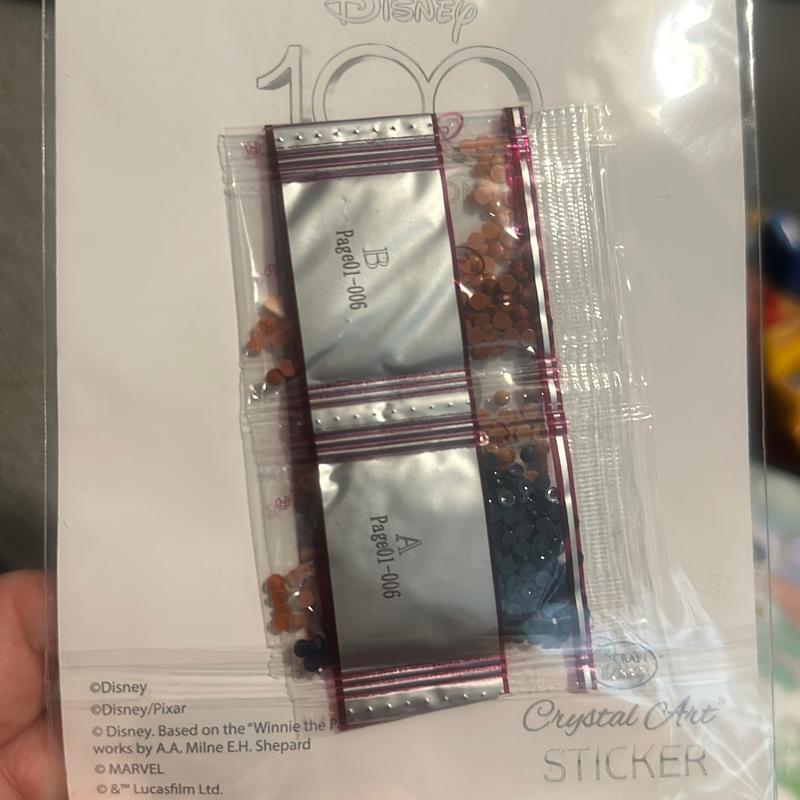 Disney
100
B
Page01-006
A
Page01-006
©Disney
©Disney/Pixar
© Disney. Based on the “Winnie the P
works by A.A. Milne E.H. Shepard
© MARVEL
© &™ Lucasfilm Ltd.
CRAFT
Crystal Art®
STICKER